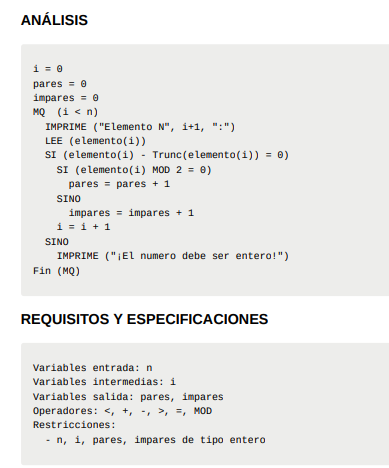 ANÁLISIS
i = 0
pares = 0
impares = 0
MQ  (i < n)
  IMPRIME ("Elemento N", i+1, ":")
  LEE (elemento(i))
  SI (elemento(i) - Trunc(elemento(i)) = 0)
    SI (elemento(i) MOD 2 = 0)
      pares = pares + 1
    SINO
      impares = impares + 1
    i = i + 1
  SINO
    IMPRIME ("¡El numero debe ser entero!")
Fin (MQ)
REQUISITOS Y ESPECIFICACIONES
Variables entrada: n
Variables intermedias: i
Variables salida: pares, impares
Operadores: <, +, -, >, =, MOD
Restricciones:
  - n, i, pares, impares de tipo entero